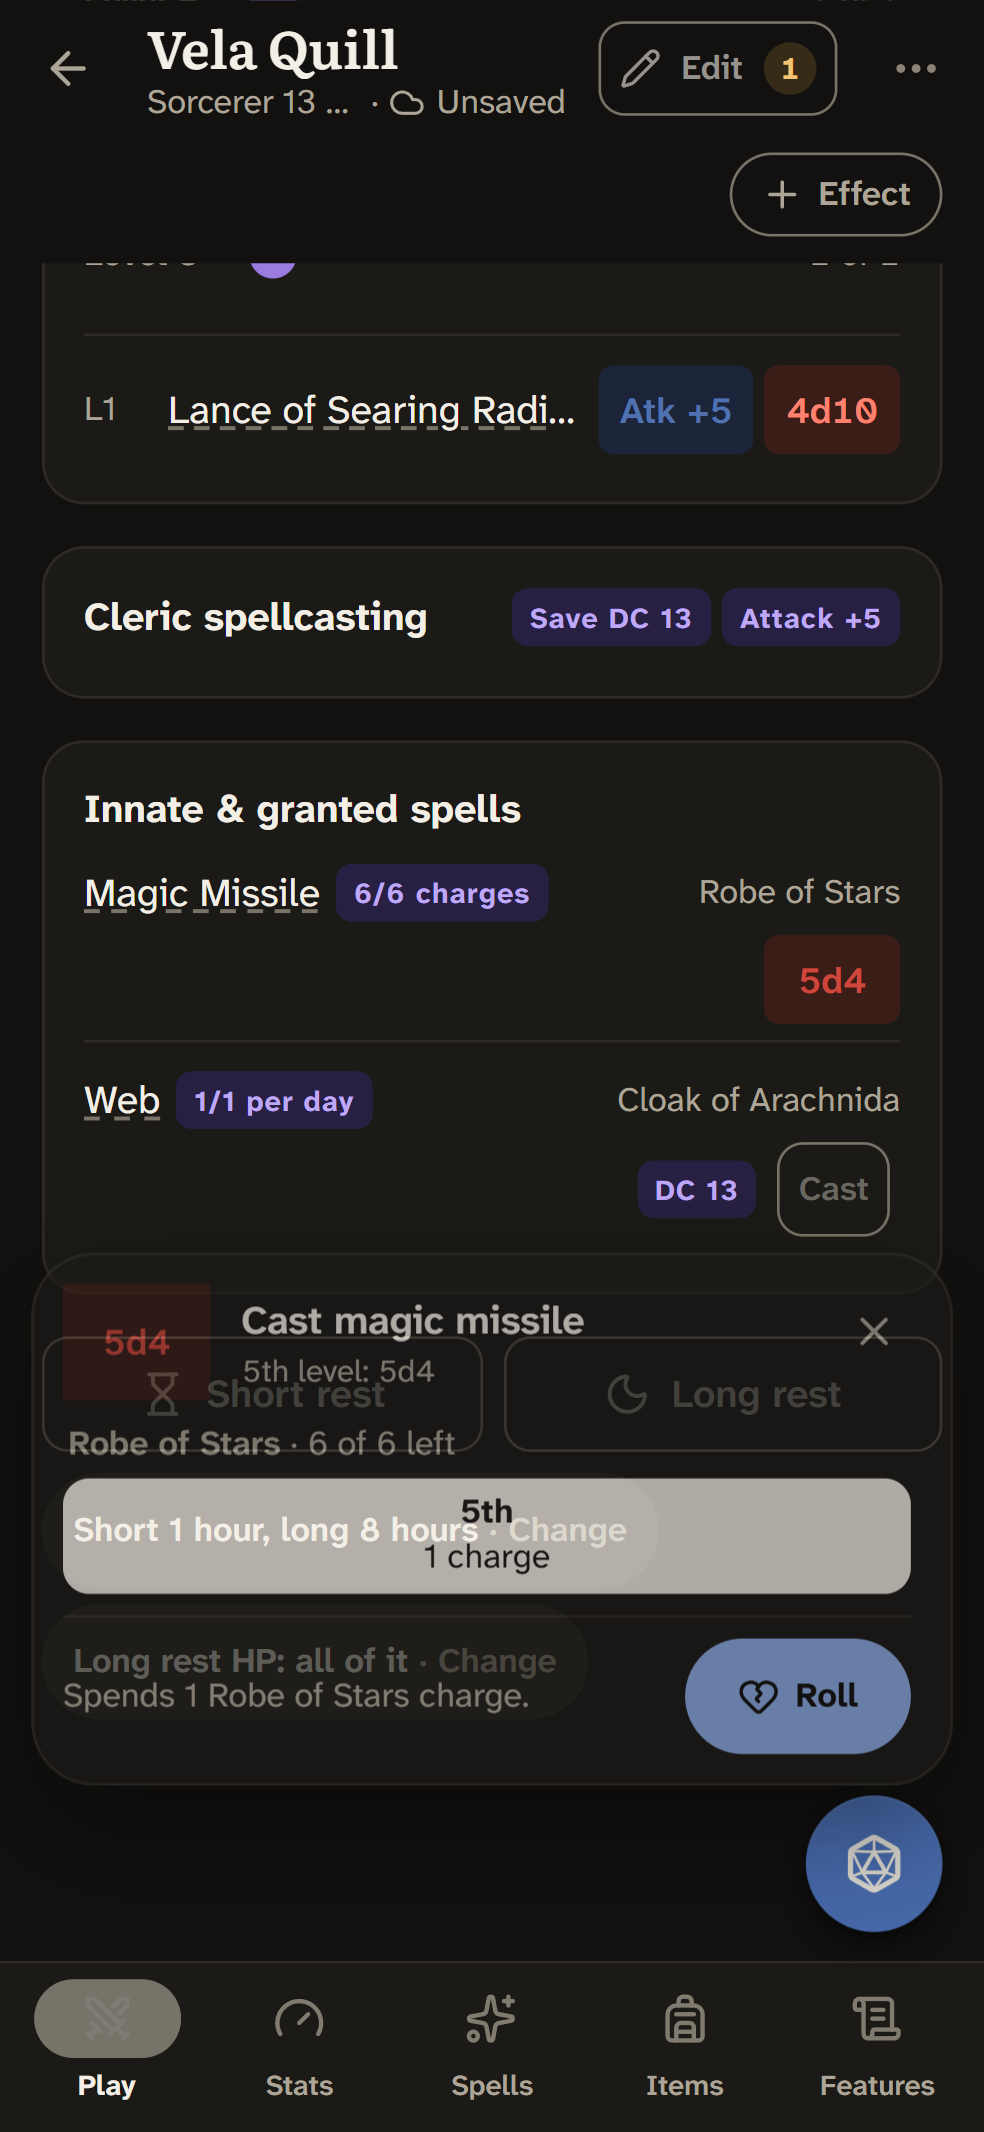 Vela Quill
Sorcerer 13 ... · Unsaved
Edit 1
Effect
L1 Lance of Searing Radi... Atk +5 4d10
Cleric spellcasting Save DC 13 Attack +5
Innate & granted spells
Magic Missile 6/6 charges Robe of Stars
5d4
Web 1/1 per day Cloak of Arachnida
DC 13 Cast
5d4 Cast magic missile
5th level: 5d4
Short rest Long rest
Robe of Stars · 6 of 6 left
5th
Short 1 hour, long 8 hours · Change
1 charge
Long rest HP: all of it · Change
Spends 1 Robe of Stars charge.
Roll
Play Stats Spells Items Features